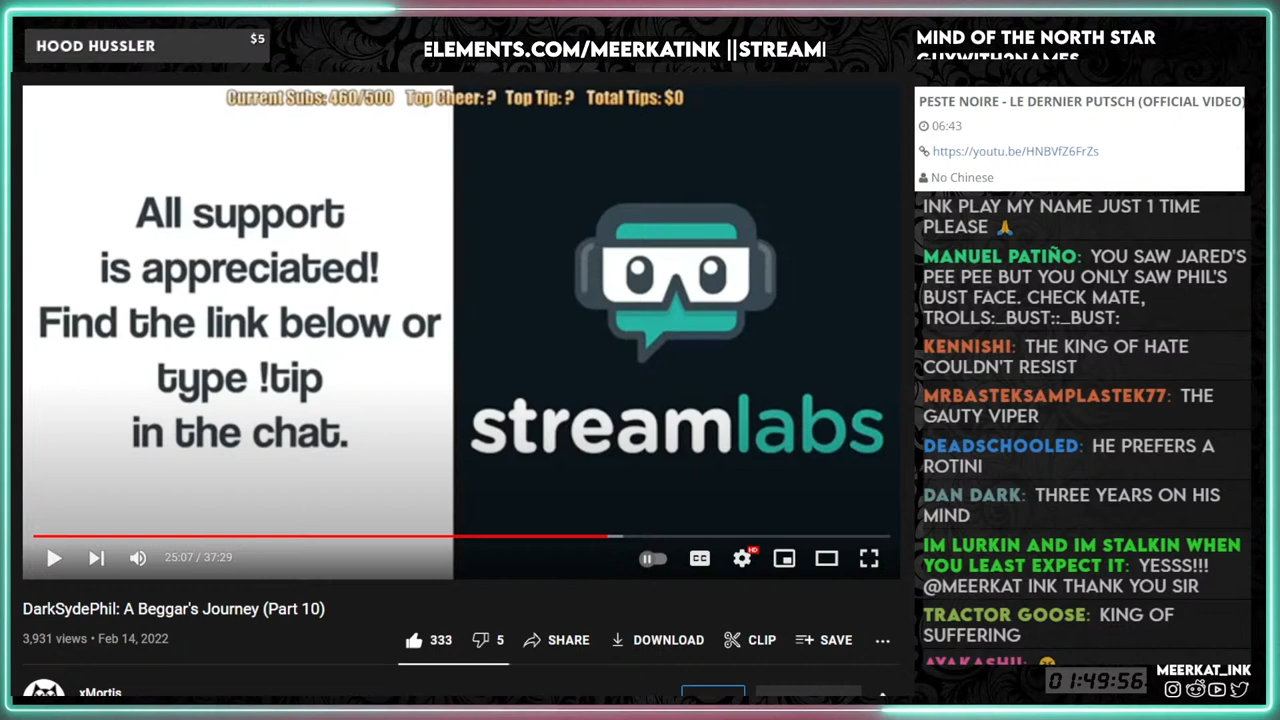 HOOD HUSSLER
$5
ELEMENTS.COM/MEERKATINK ||STREAM
MIND OF THE NORTH STAR
GUYWITH2NAMES
Current Subs: 460/500 Top Cheer: ? Top Tip: ? Total Tips: $0
All support
is appreciated!
Find the link below or
type !tip
in the chat.
streamlabs
25:07 / 37:29
CC
HD
DarkSydePhil: A Beggar's Journey (Part 10)
3,931 views • Feb 14, 2022
333
5
SHARE
DOWNLOAD
CLIP
SAVE
xMortis
PESTE NOIRE - LE DERNIER PUTSCH (OFFICIAL VIDEO)
06:43
https://youtu.be/HNBVfZ6FrZs
No Chinese
INK PLAY MY NAME JUST 1 TIME
PLEASE 🙏
MANUEL PATIÑO: YOU SAW JARED'S
PEE PEE BUT YOU ONLY SAW PHIL'S
BUST FACE. CHECK MATE,
TROLLS:_BUST::_BUST:
KENNISHI: THE KING OF HATE
COULDN'T RESIST
MRBASTEKSAMPLASTEK77: THE
GAUTY VIPER
DEADSCHOOLED: HE PREFERS A
ROTINI
DAN DARK: THREE YEARS ON HIS
MIND
IM LURKIN AND IM STALKIN WHEN
YOU LEAST EXPECT IT: YESSS!!!
@MEERKAT INK THANK YOU SIR
TRACTOR GOOSE: KING OF
SUFFERING
01:49:56
MEERKAT_INK